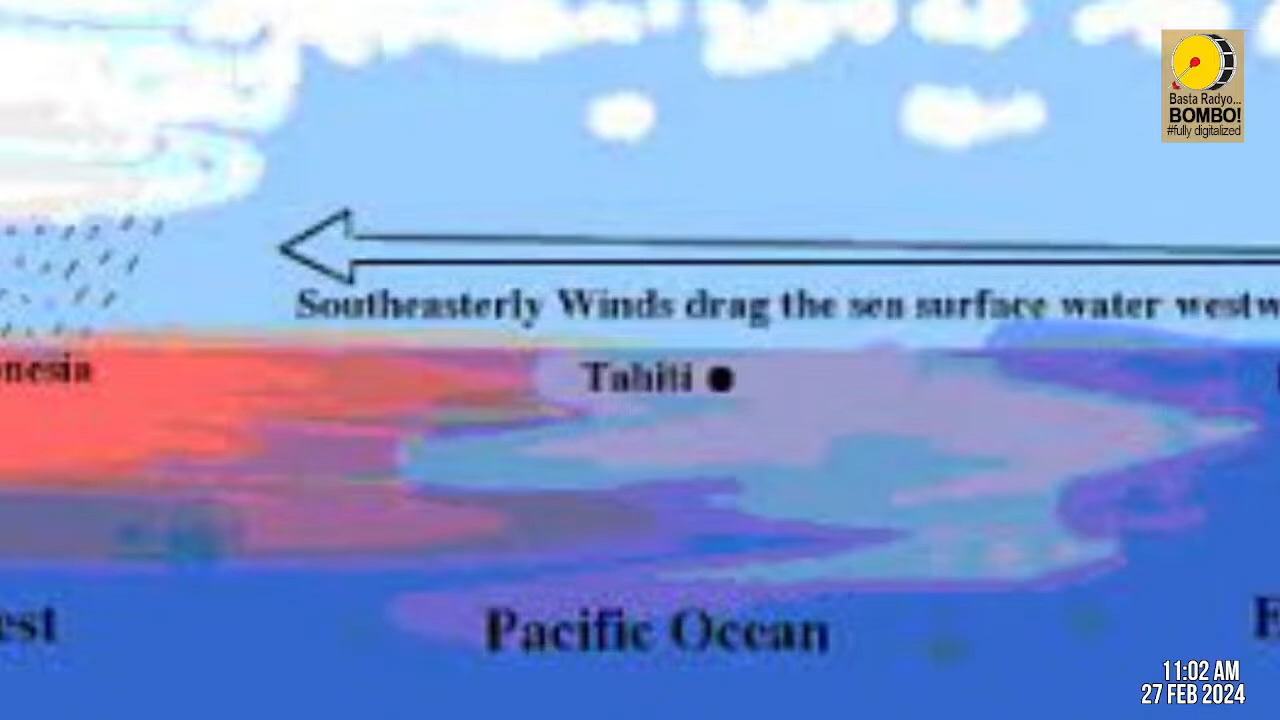 Basta Radyo...
BOMBO!
#fully digitalized
Southeasterly Winds drag the sea surface water westw
onesia
Tahiti
est
Pacific Ocean
11:02 AM
27 FEB 2024